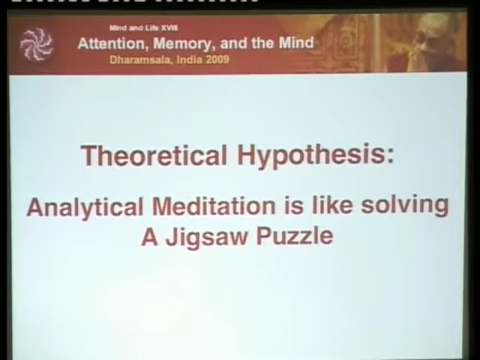 Mind and Life XVIII
Attention, Memory, and the Mind
Dharamsala, India 2009
Theoretical Hypothesis:
Analytical Meditation is like solving
A Jigsaw Puzzle